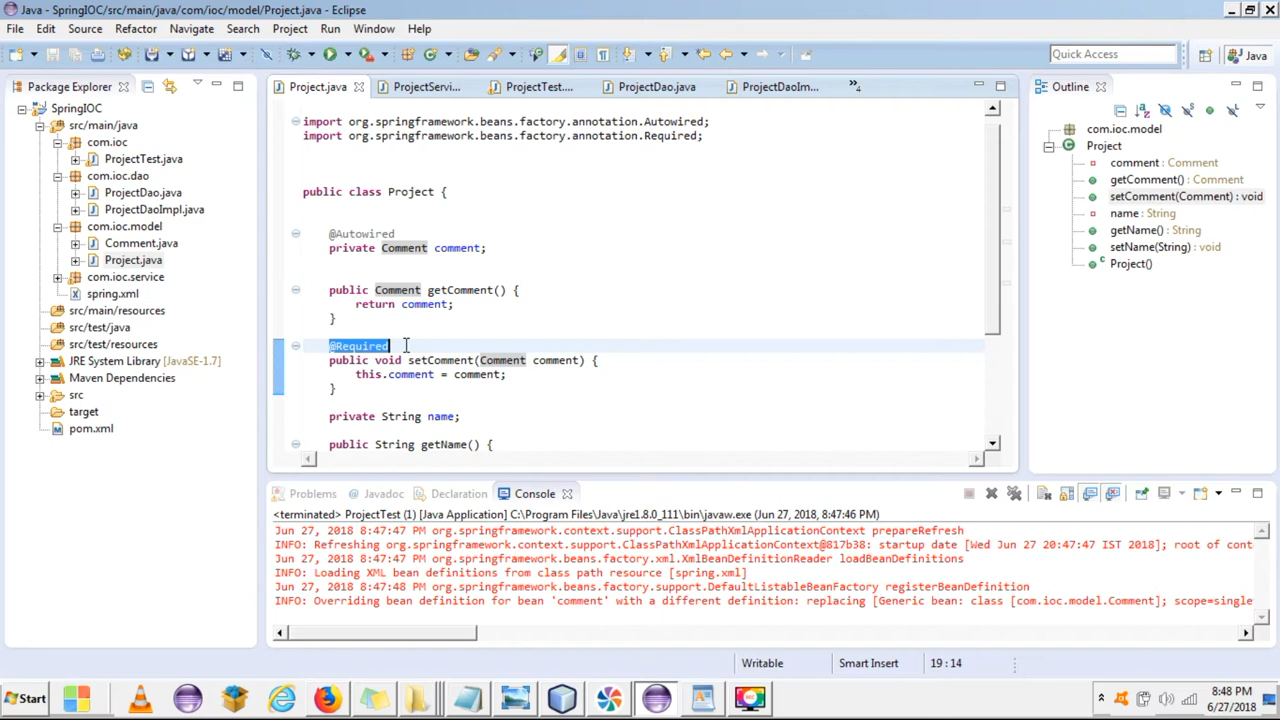 Java - SpringIOC/src/main/java/com/ioc/model/Project.java - Eclipse
File Edit Source Refactor Navigate Search Project Run Window Help
Quick Access
Java
Package Explorer
SpringIOC
src/main/java
com.ioc
ProjectTest.java
com.ioc.dao
ProjectDao.java
ProjectDaoImpl.java
com.ioc.model
Comment.java
Project.java
com.ioc.service
spring.xml
src/main/resources
src/test/java
src/test/resources
JRE System Library [JavaSE-1.7]
Maven Dependencies
src
target
pom.xml
Project.java ProjectServi... ProjectTest.... ProjectDao.java ProjectDaoIm... »4
import org.springframework.beans.factory.annotation.Autowired;
import org.springframework.beans.factory.annotation.Required;
public class Project {
@Autowired
private Comment comment;
public Comment getComment() {
return comment;
}
@Required
public void setComment(Comment comment) {
this.comment = comment;
}
private String name;
public String getName() {
Outline
com.ioc.model
Project
comment : Comment
getComment() : Comment
setComment(Comment) : void
name : String
getName() : String
setName(String) : void
Project()
Problems @ Javadoc Declaration Console
<terminated> ProjectTest (1) [Java Application] C:\Program Files\Java\jre1.8.0_111\bin\javaw.exe (Jun 27, 2018 8:47:46 PM)
Jun 27, 2018 8:47:47 PM org.springframework.context.support.ClassPathXmlApplicationContext prepareRefresh
INFO: Refreshing org.springframework.context.support.ClassPathXmlApplicationContext@817b38: startup date [Wed Jun 27 20:47:47 IST 2018]; root of cont
Jun 27, 2018 8:47:47 PM org.springframework.beans.factory.xml.XmlBeanDefinitionReader loadBeanDefinitions
INFO: Loading XML bean definitions from class path resource [spring.xml]
Jun 27, 2018 8:47:48 PM org.springframework.beans.factory.support.DefaultListableBeanFactory registerBeanDefinition
INFO: Overriding bean definition for bean 'comment' with a different definition: replacing [Generic bean: class [com.ioc.model.Comment]; scope=single
Writable Smart Insert 19 : 14
Start
8:48 PM
6/27/2018